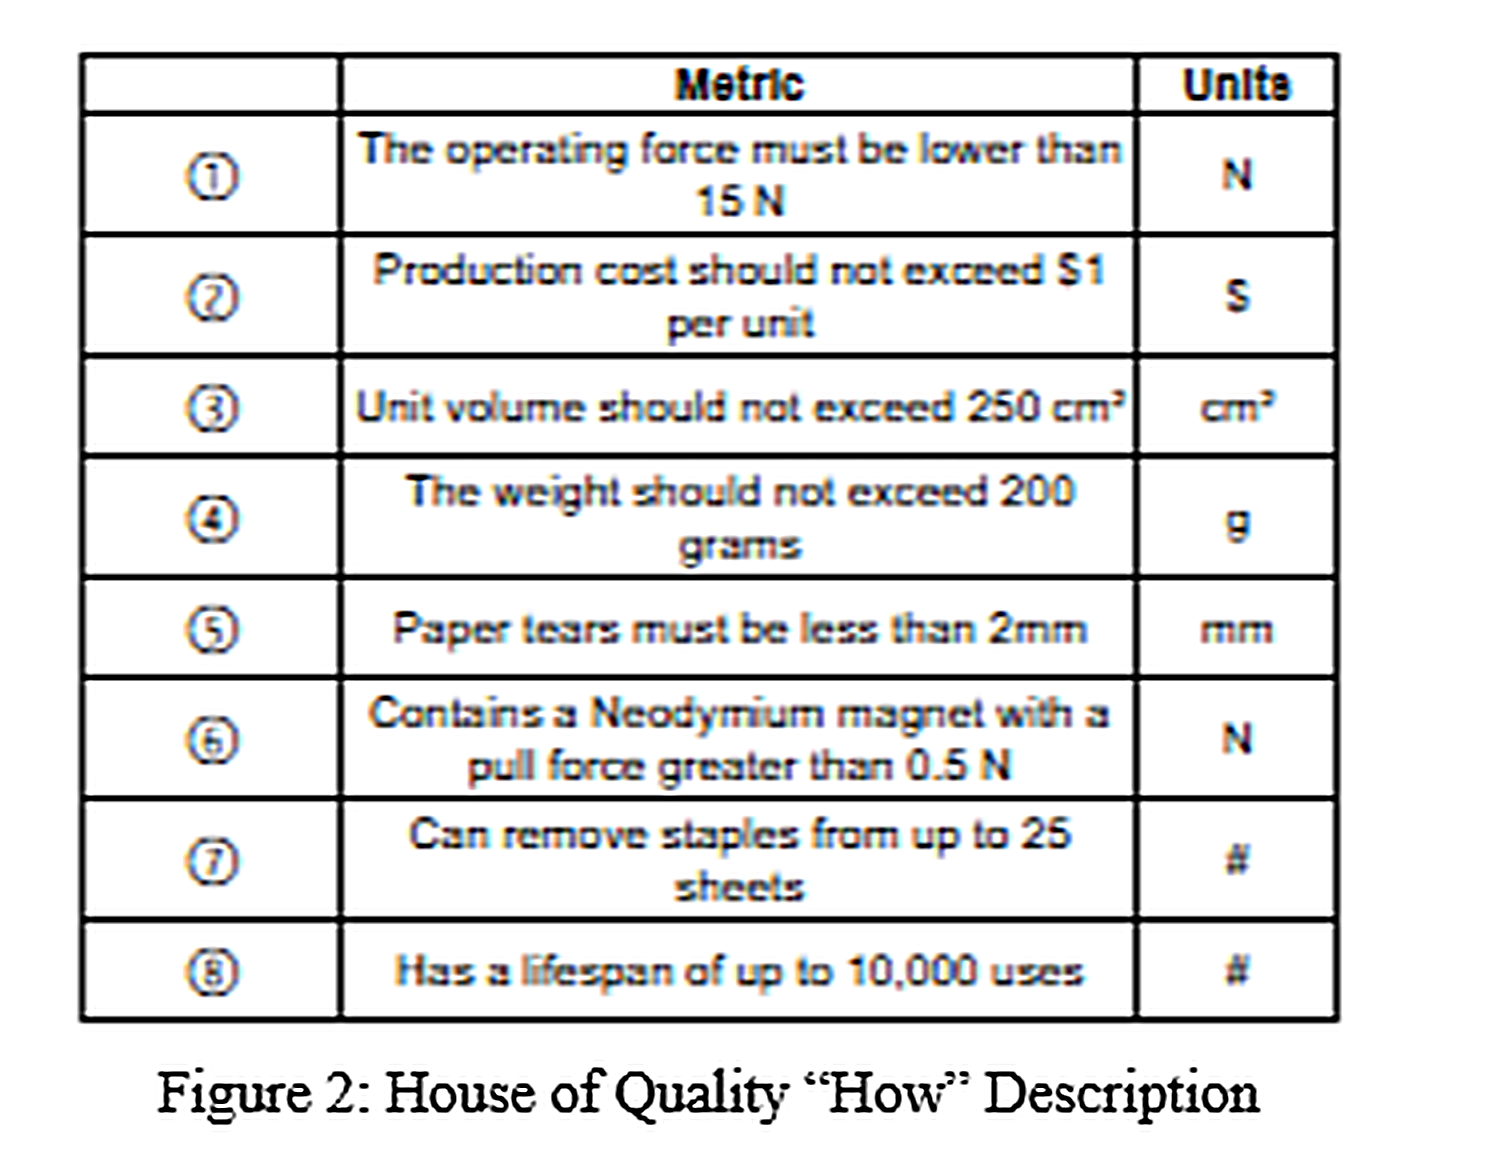 Metric Units
① The operating force must be lower than
15 N N
② Production cost should not exceed $1
per unit $
③ Unit volume should not exceed 250 cm³ cm³
④ The weight should not exceed 200
grams g
⑤ Paper tears must be less than 2mm mm
⑥ Contains a Neodymium magnet with a
pull force greater than 0.5 N N
⑦ Can remove staples from up to 25
sheets #
⑧ Has a lifespan of up to 10,000 uses #
Figure 2: House of Quality “How” Description